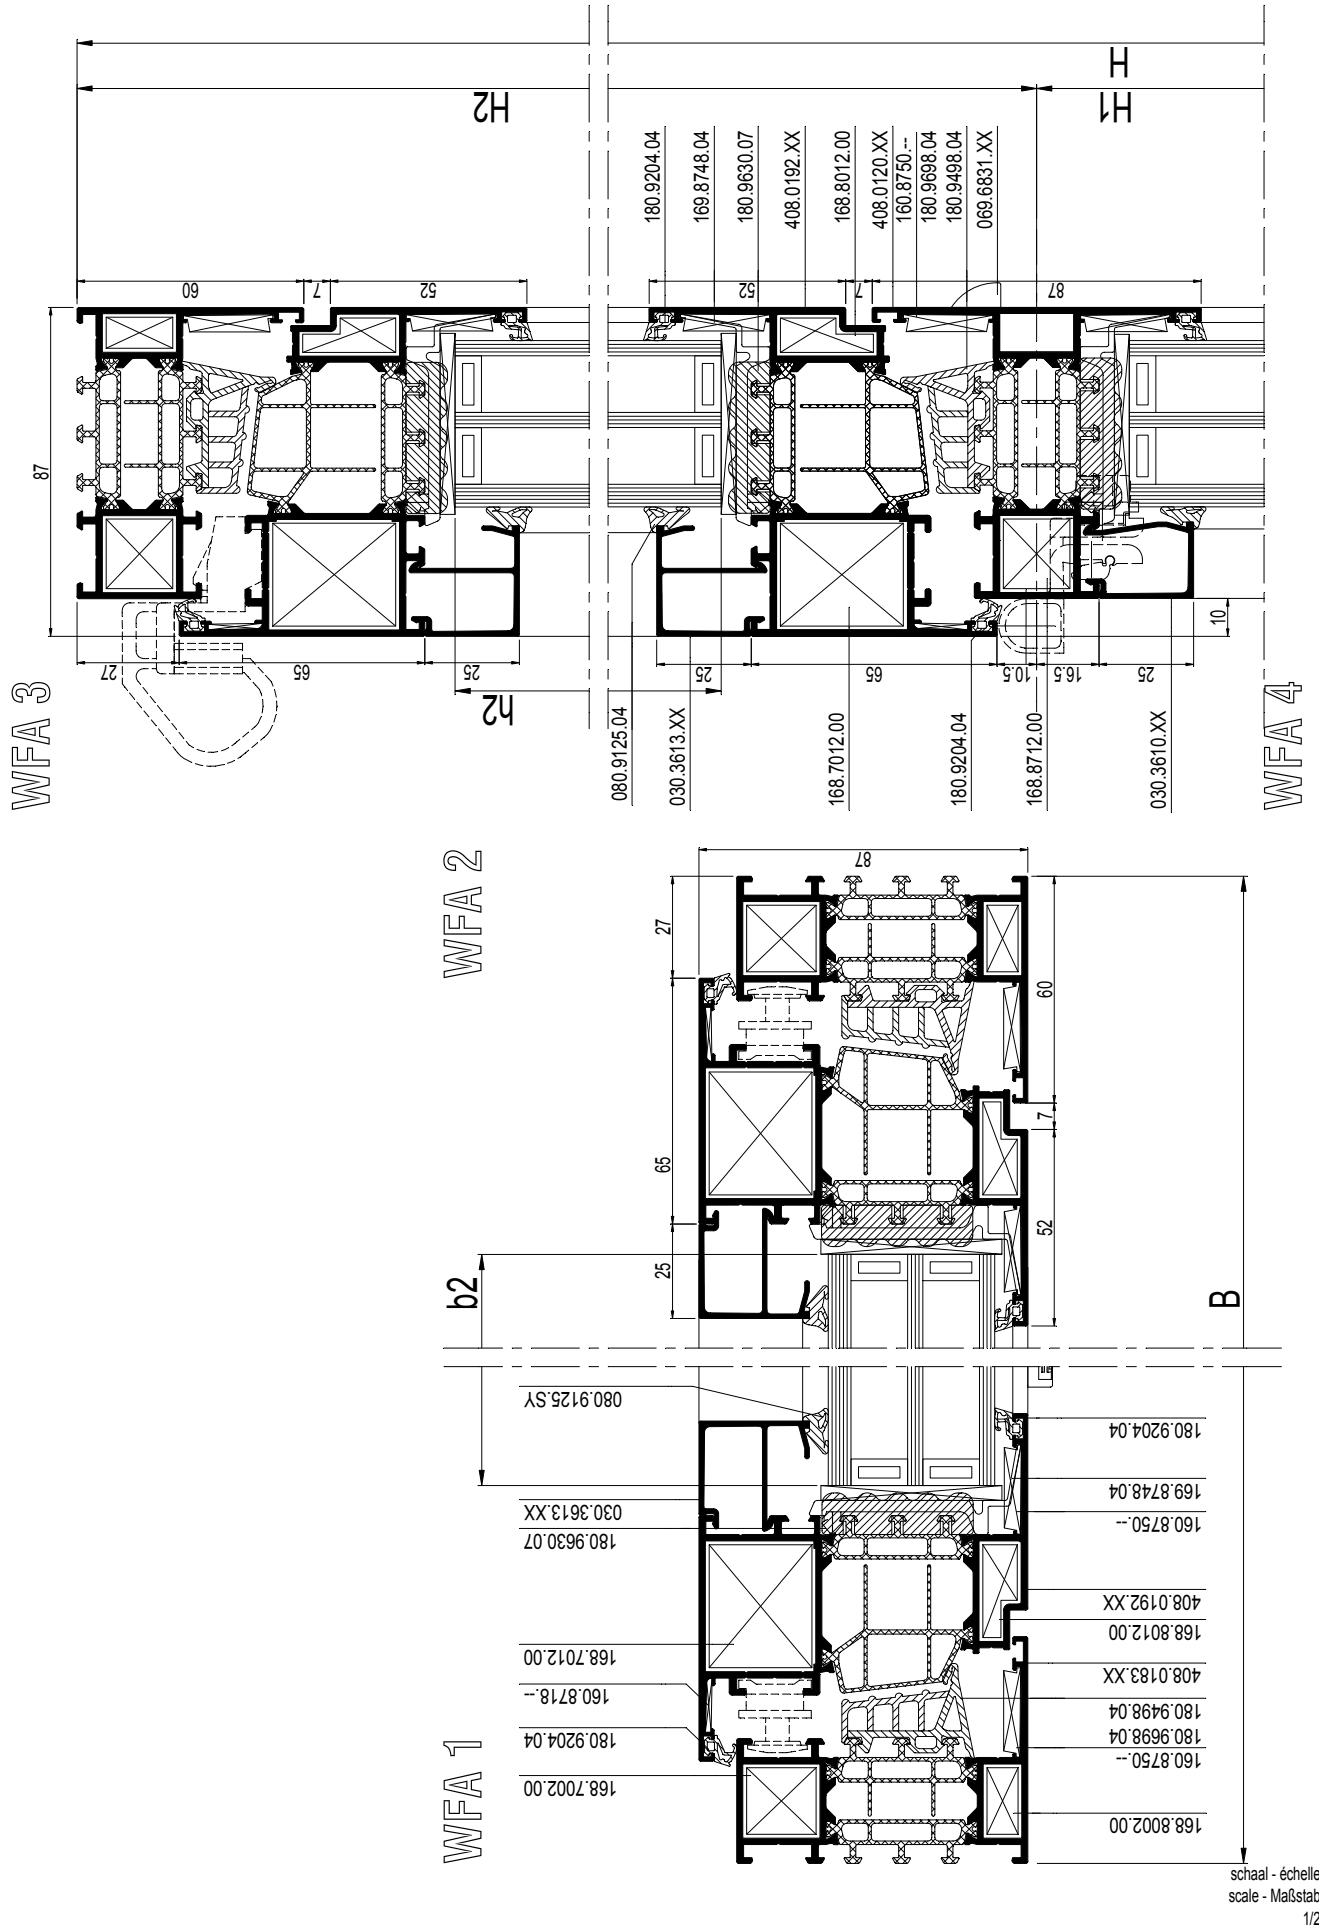 H
H2
H1
180.9204.04
169.8748.04
180.9630.07
408.0192.XX
168.8012.00
408.0120.XX
160.8750.--
180.9698.04
180.9498.04
069.6831.XX
60
7
52
52
7
87
87
10
27
65
25
25
65
10.5
16.5
25
h2
WFA 3
WFA 4
080.9125.04
030.3613.XX
168.7012.00
180.9204.04
168.8712.00
030.3610.XX
WFA 2
87
27
60
7
65
52
25
b2
B
080.9125.SY
180.9204.04
169.8748.04
030.3613.XX
160.8750.--
180.9630.07
408.0192.XX
168.8012.00
168.7012.00
408.0183.XX
160.8718.--
180.9498.04
180.9204.04
180.9698.04
160.8750.--
168.7002.00
168.8002.00
WFA 1
schaal - échelle
scale - Maßstab
1/2